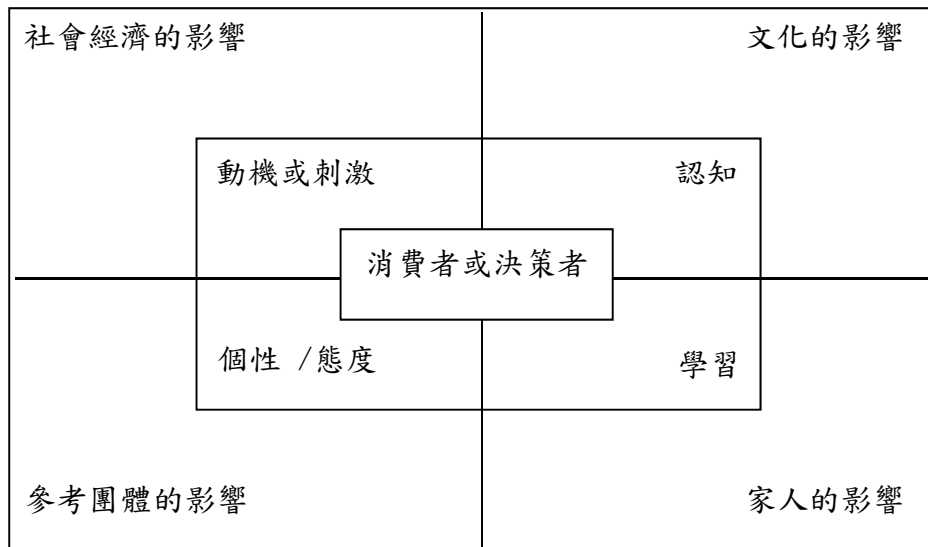 社會經濟的影響
文化的影響
動機或刺激
認知
消費者或決策者
個性 /態度
學習
參考團體的影響
家人的影響